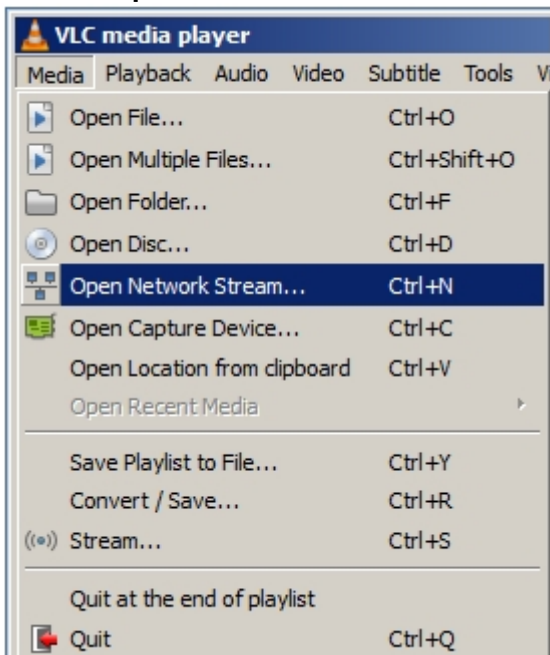 VLC media player
Media Playback Audio Video Subtitle Tools
Open File... Ctrl+O
Open Multiple Files... Ctrl+Shift+O
Open Folder... Ctrl+F
Open Disc... Ctrl+D
Open Network Stream... Ctrl+N
Open Capture Device... Ctrl+C
Open Location from clipboard Ctrl+V
Open Recent Media
Save Playlist to File... Ctrl+Y
Convert / Save... Ctrl+R
Stream... Ctrl+S
Quit at the end of playlist
Quit Ctrl+Q